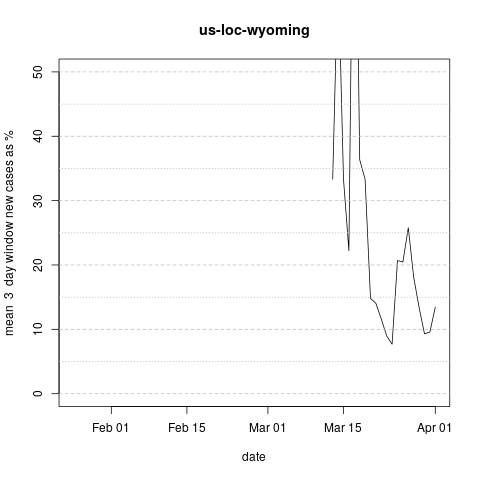 us-loc-wyoming
mean 3 day window new cases as %
50
40
30
20
10
0
Feb 01
Feb 15
Mar 01
Mar 15
Apr 01
date